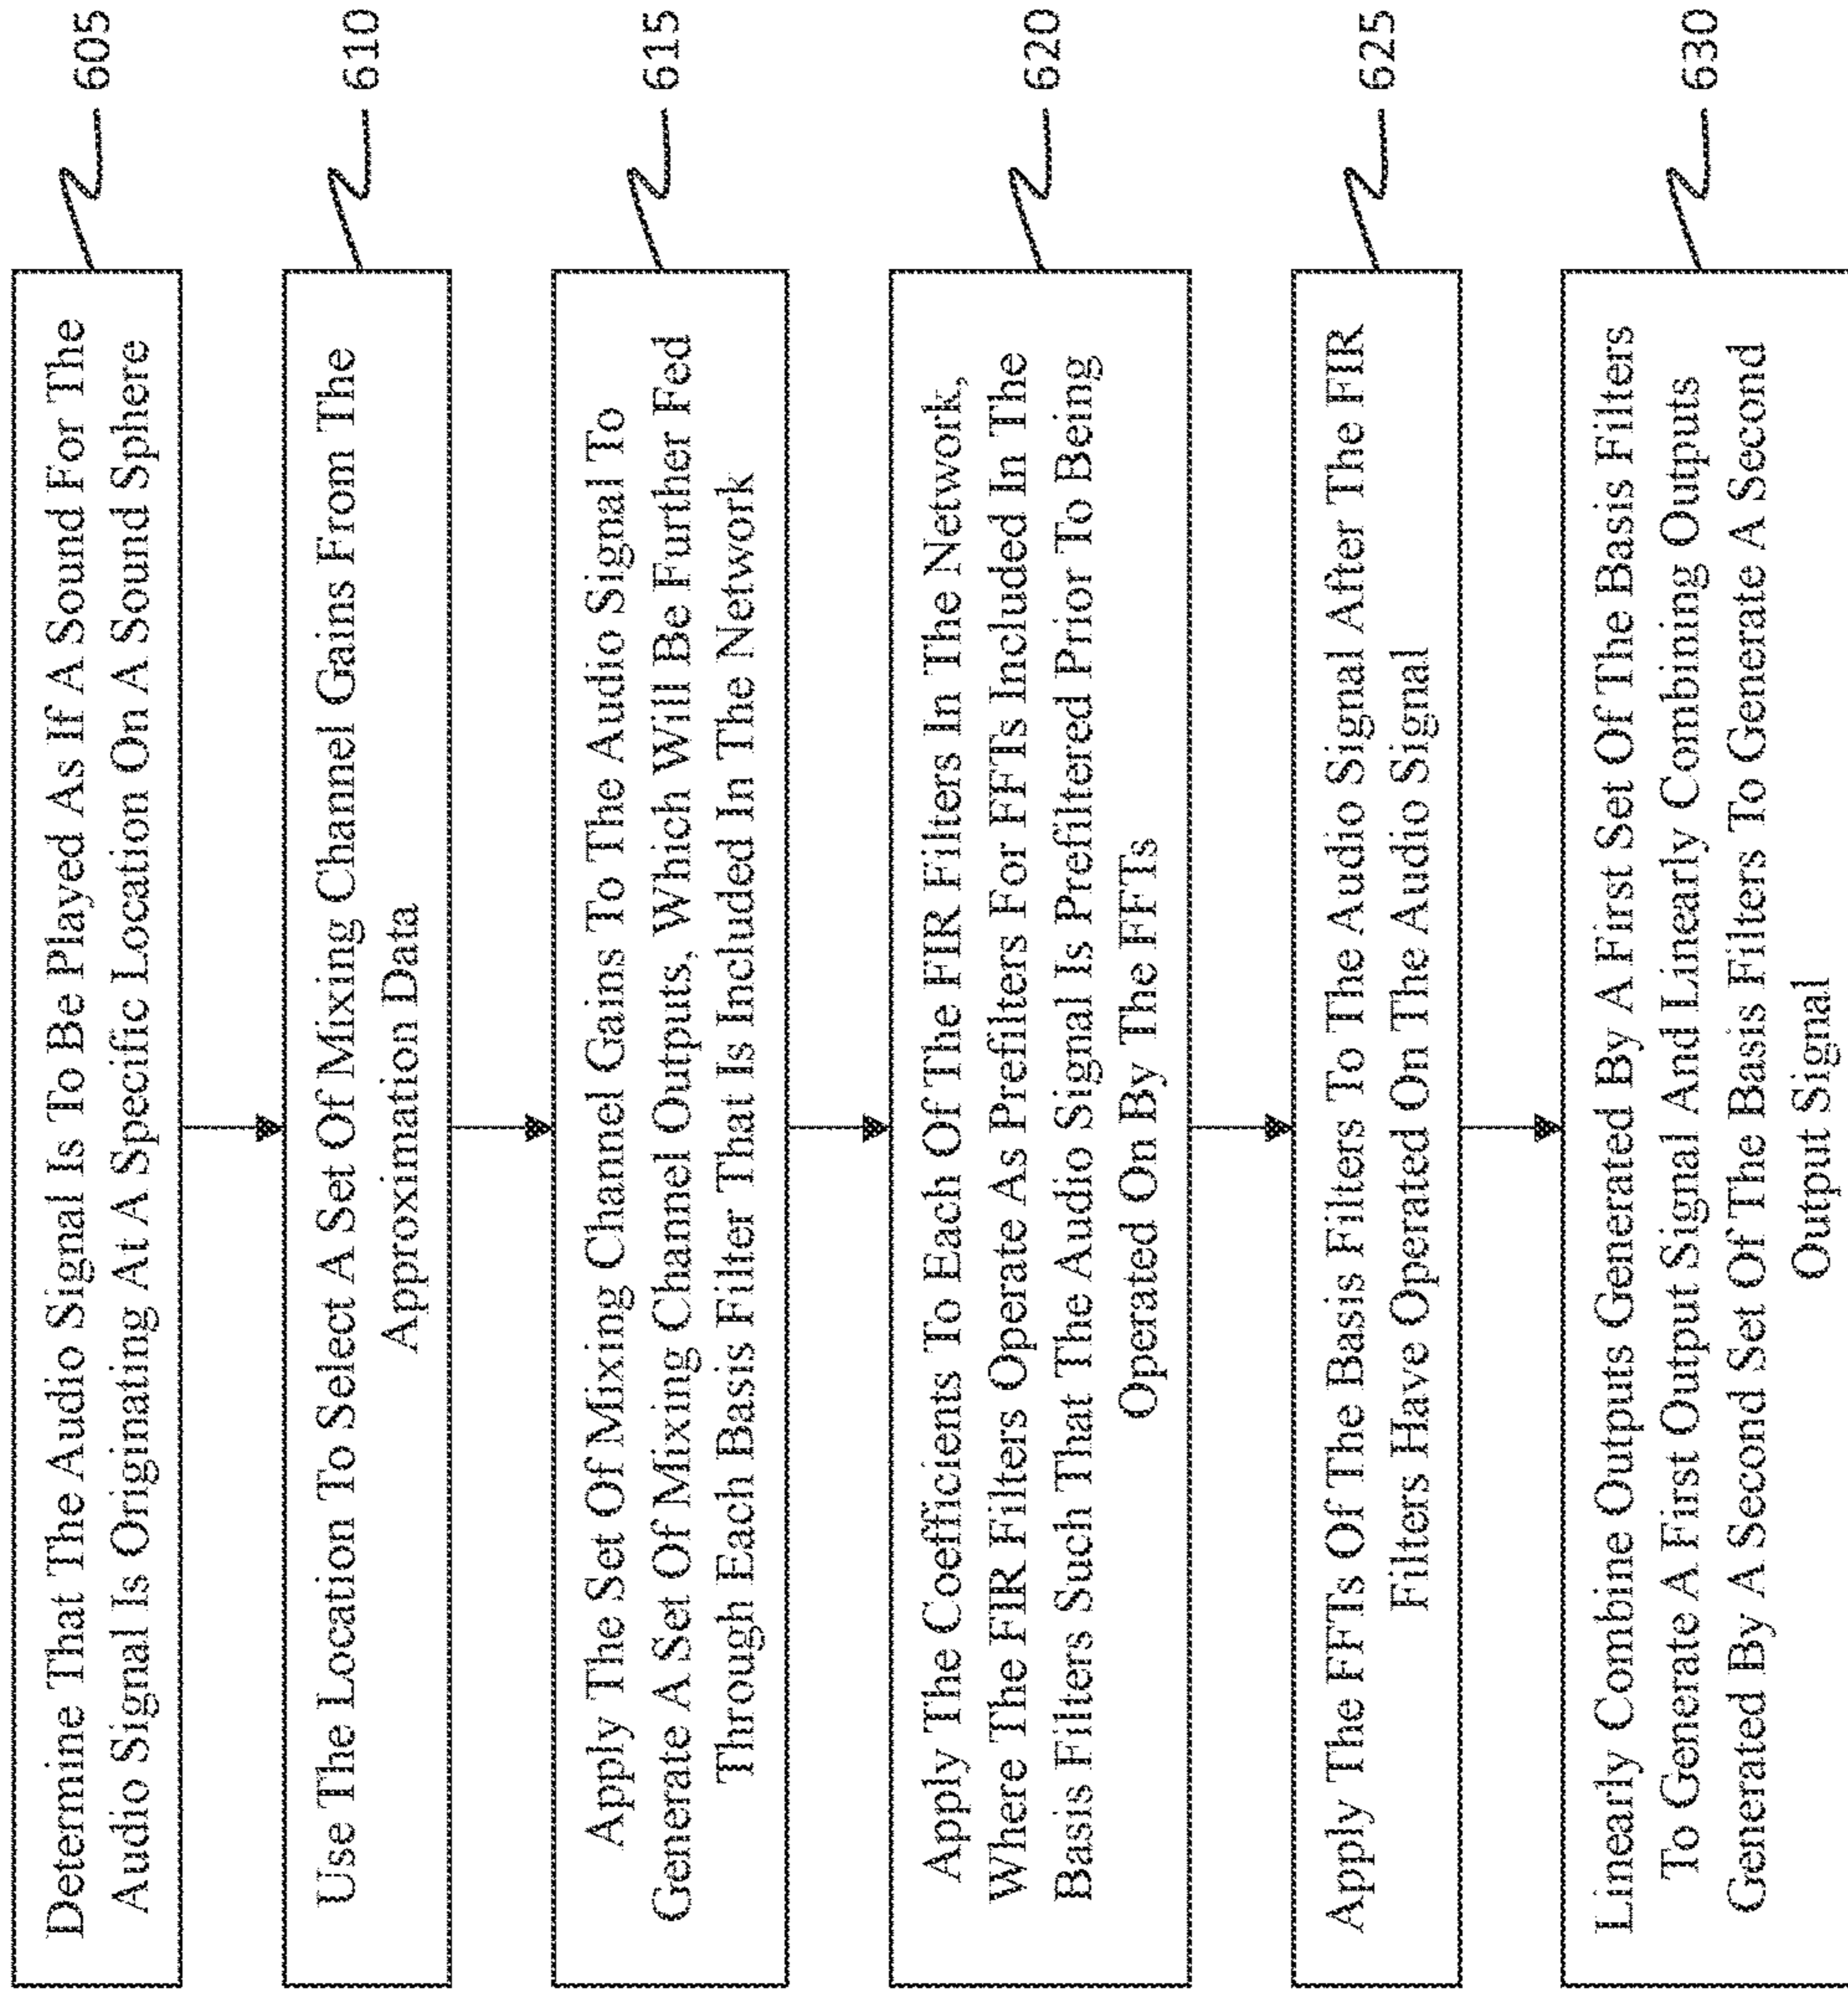 Determine That The Audio Signal Is To Be Played As If A Sound For The
Audio Signal Is Originating At A Specific Location On A Sound Sphere
605
Use The Location To Select A Set Of Mixing Channel Gains From The
Approximation Data
610
Apply The Set Of Mixing Channel Gains To The Audio Signal To
Generate A Set Of Mixing Channel Outputs, Which Will Be Further Fed
Through Each Basis Filter That Is Included In The Network
615
Apply The Coefficients To Each Of The FIR Filters In The Network,
Where The FIR Filters Operate As Prefilters For FFTs Included In The
Basis Filters Such That The Audio Signal Is Prefiltered Prior To Being
Operated On By The FFTs
620
Apply The FFTs Of The Basis Filters To The Audio Signal After The FIR
Filters Have Operated On The Audio Signal
625
Linearly Combine Outputs Generated By A First Set Of The Basis Filters
To Generate A First Output Signal And Linearly Combining Outputs
Generated By A Second Set Of The Basis Filters To Generate A Second
Output Signal
630